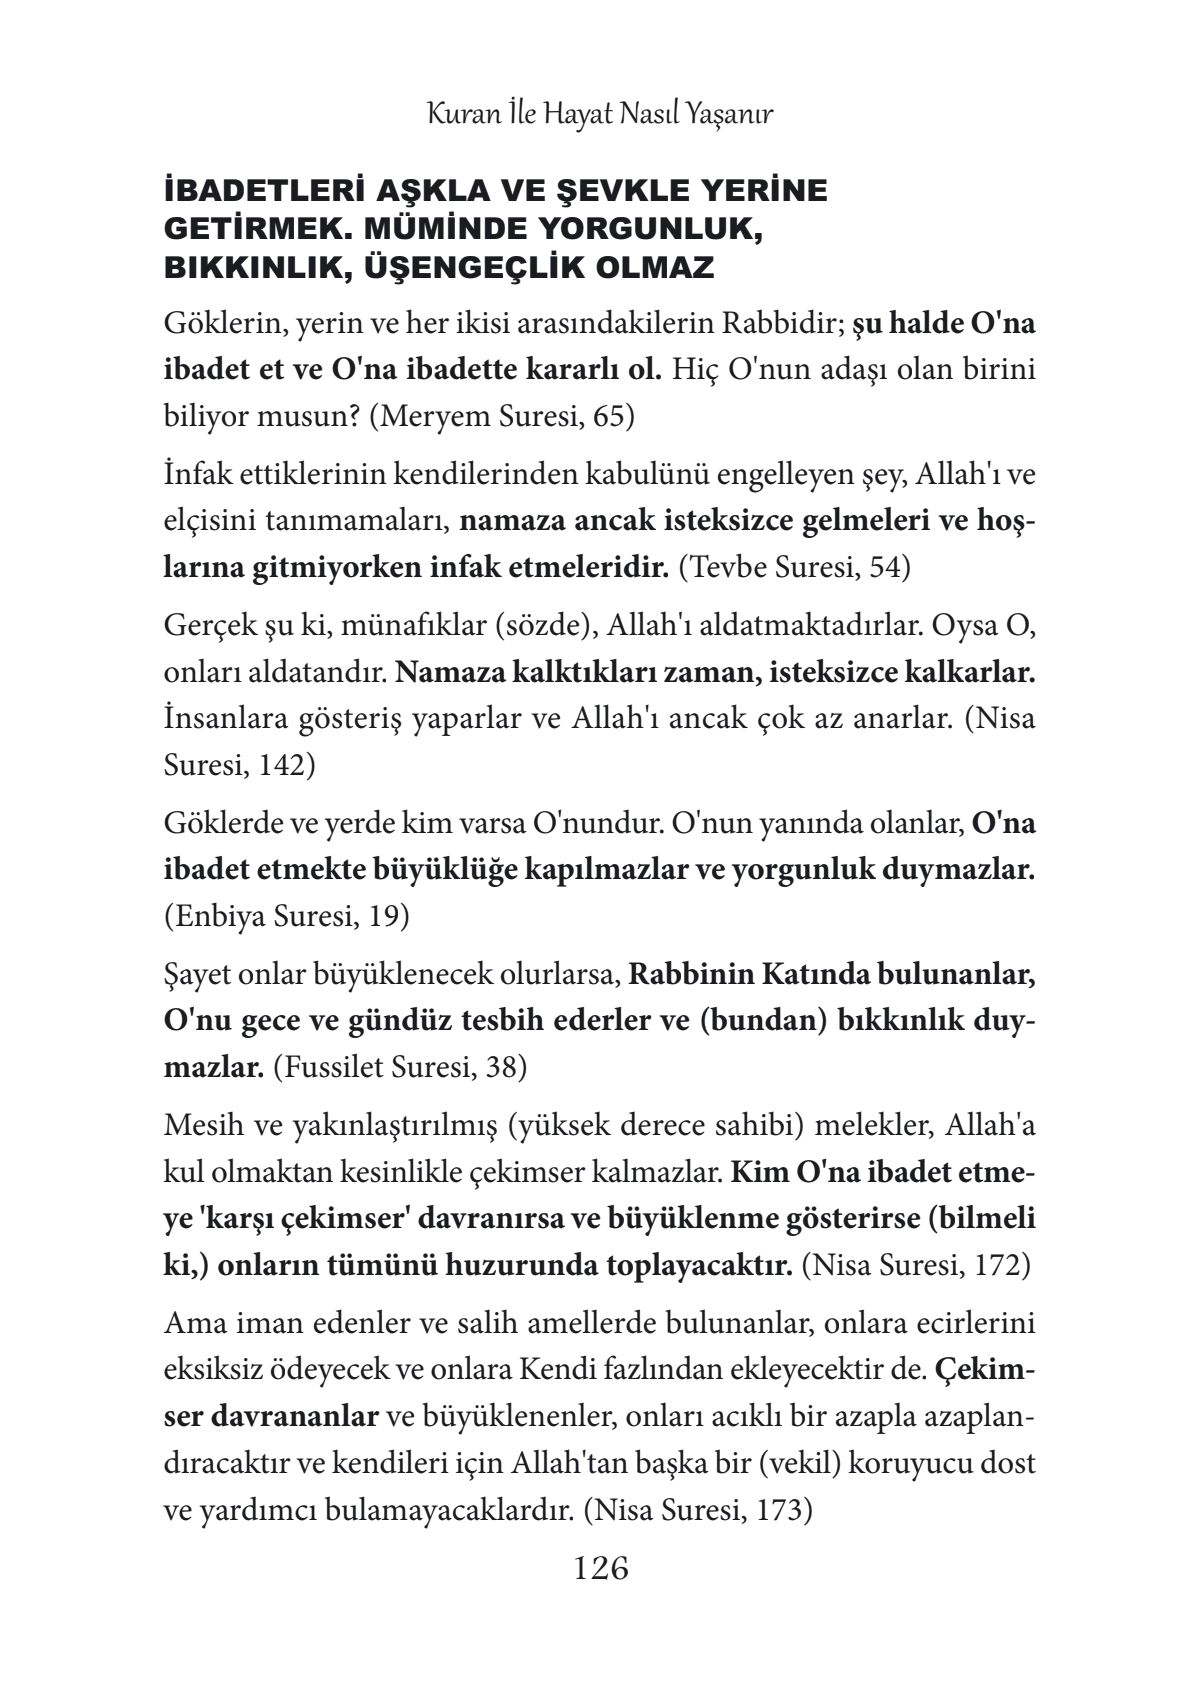 Kuran İle Hayat Nasıl Yaşanır
İBADETLERİ AŞKLA VE ŞEVKLE YERİNE
GETİRMEK. MÜMİNDE YORGUNLUK,
BIKKINLIK, ÜŞENGEÇLİK OLMAZ
Göklerin, yerin ve her ikisi arasındakilerin Rabbidir; şu halde O'na
ibadet et ve O'na ibadette kararlı ol. Hiç O'nun adaşı olan birini
biliyor musun? (Meryem Suresi, 65)
İnfak ettiklerinin kendilerinden kabulünü engelleyen şey, Allah'ı ve
elçisini tanımamaları, namaza ancak isteksizce gelmeleri ve hoş-
larına gitmiyorken infak etmeleridir. (Tevbe Suresi, 54)
Gerçek şu ki, münafıklar (sözde), Allah'ı aldatmaktadırlar. Oysa O,
onları aldatandır. Namaza kalktıkları zaman, isteksizce kalkarlar.
İnsanlara gösteriş yaparlar ve Allah'ı ancak çok az anarlar. (Nisa
Suresi, 142)
Göklerde ve yerde kim varsa O'nundur. O'nun yanında olanlar, O'na
ibadet etmekte büyüklüğe kapılmazlar ve yorgunluk duymazlar.
(Enbiya Suresi, 19)
Şayet onlar büyüklenecek olurlarsa, Rabbinin Katında bulunanlar,
O'nu gece ve gündüz tesbih ederler ve (bundan) bıkkınlık duy-
mazlar. (Fussilet Suresi, 38)
Mesih ve yakınlaştırılmış (yüksek derece sahibi) melekler, Allah'a
kul olmaktan kesinlikle çekimser kalmazlar. Kim O'na ibadet etme-
ye 'karşı çekimser' davranırsa ve büyüklenme gösterirse (bilmeli
ki,) onların tümünü huzurunda toplayacaktır. (Nisa Suresi, 172)
Ama iman edenler ve salih amellerde bulunanlar, onlara ecirlerini
eksiksiz ödeyecek ve onlara Kendi fazlından ekleyecektir de. Çekim-
ser davrananlar ve büyüklenenler, onları acıklı bir azapla azaplan-
dıracaktır ve kendileri için Allah'tan başka bir (vekil) koruyucu dost
ve yardımcı bulamayacaklardır. (Nisa Suresi, 173)
126